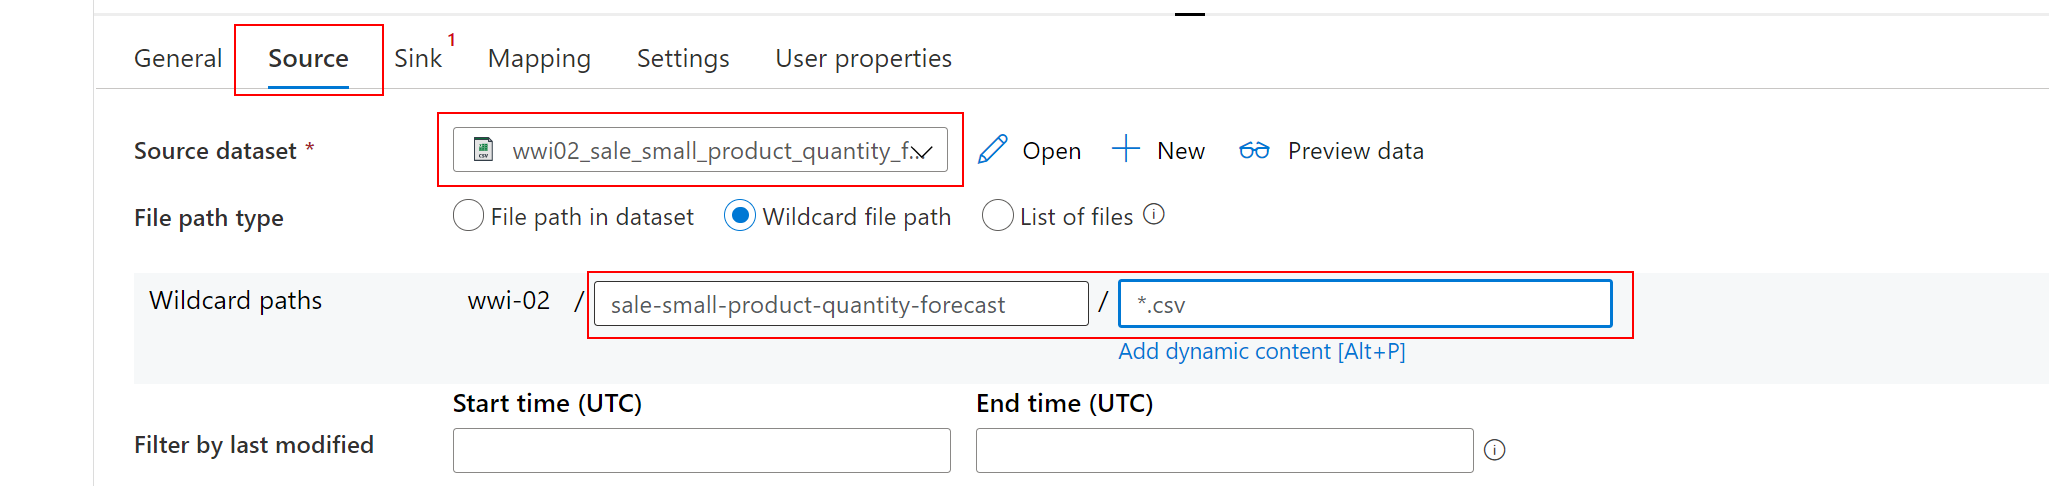 General Source Sink 1 Mapping Settings User properties
Source dataset * wwi02_sale_small_product_quantity_f... Open New Preview data
File path type File path in dataset Wildcard file path List of files
Wildcard paths wwi-02 / sale-small-product-quantity-forecast / *.csv
Add dynamic content [Alt+P]
Start time (UTC) End time (UTC)
Filter by last modified